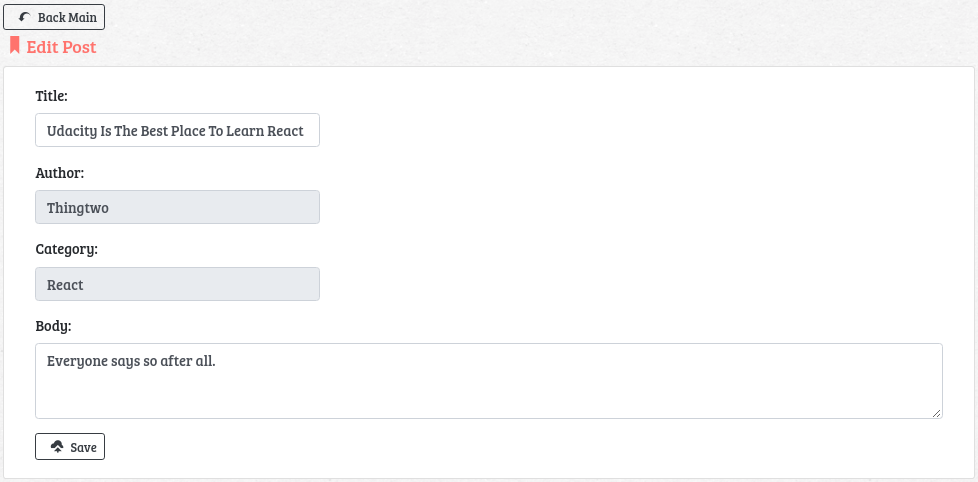 Back Main
Edit Post
Title:
Udacity Is The Best Place To Learn React
Author:
Thingtwo
Category:
React
Body:
Everyone says so after all.
Save